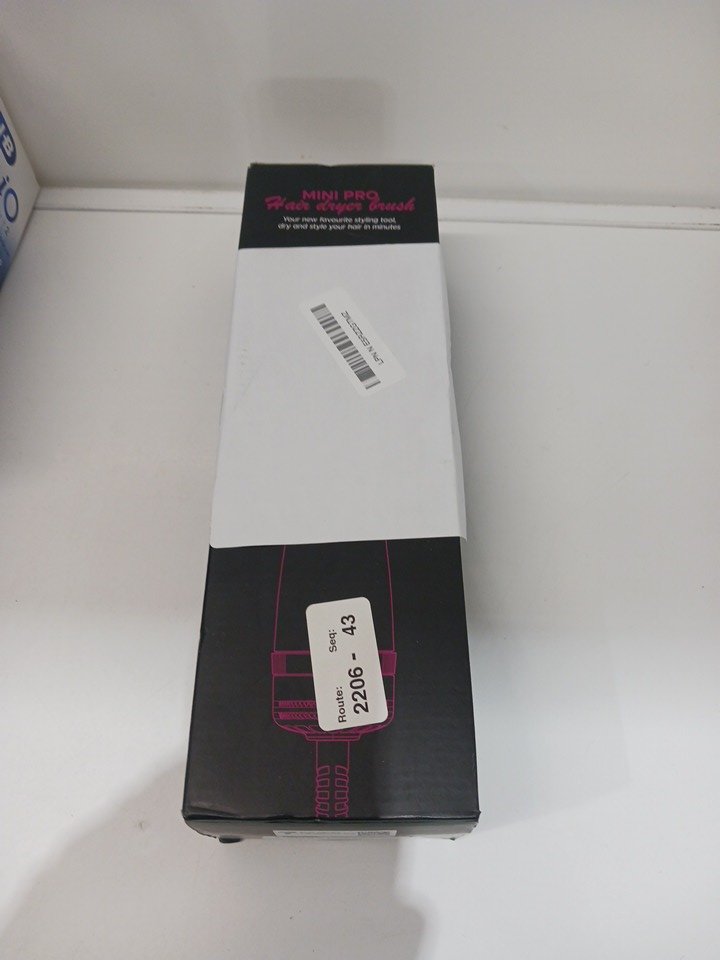 MINI PRO
Hair dryer brush
Your new favourite styling tool,
dry and style your hair in minutes
Route: Seq:
2206 - 43
iO